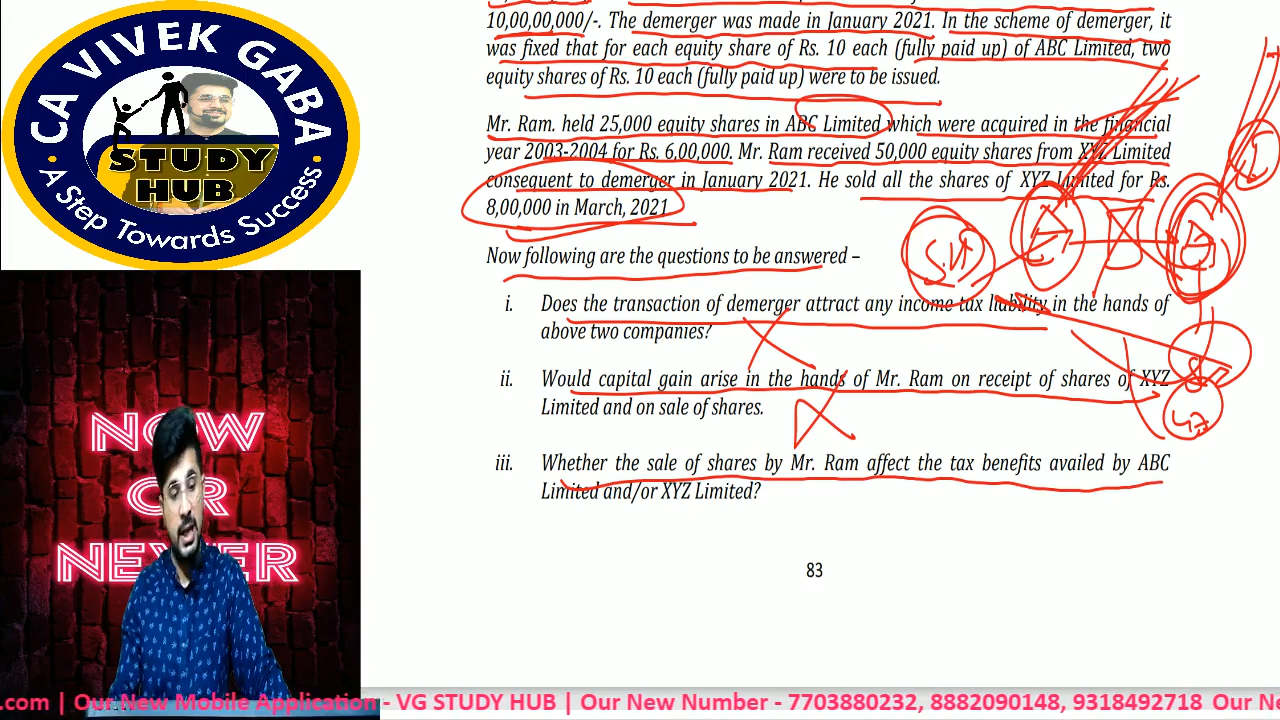 10,00,00,000/-. The demerger was made in January 2021. In the scheme of demerger, it
was fixed that for each equity share of Rs. 10 each (fully paid up) of ABC Limited, two
equity shares of Rs. 10 each (fully paid up) were to be issued.
Mr. Ram. held 25,000 equity shares in ABC Limited which were acquired in the financial
year 2003-2004 for Rs. 6,00,000. Mr. Ram received 50,000 equity shares from XYZ Limited
consequent to demerger in January 2021. He sold all the shares of XYZ Limited for Rs.
8,00,000 in March, 2021
Now following are the questions to be answered –
i. Does the transaction of demerger attract any income tax liability in the hands of
above two companies?
ii. Would capital gain arise in the hands of Mr. Ram on receipt of shares of XYZ
Limited and on sale of shares.
iii. Whether the sale of shares by Mr. Ram affect the tax benefits availed by ABC
Limited and/or XYZ Limited?
83
CA VIVEK GABA
STUDY
HUB
A Step Towards Success
NOW
OR
NEVER
.com | Our New Mobile Application - VG STUDY HUB | Our New Number - 7703880232, 8882090148, 9318492718 Our Ne